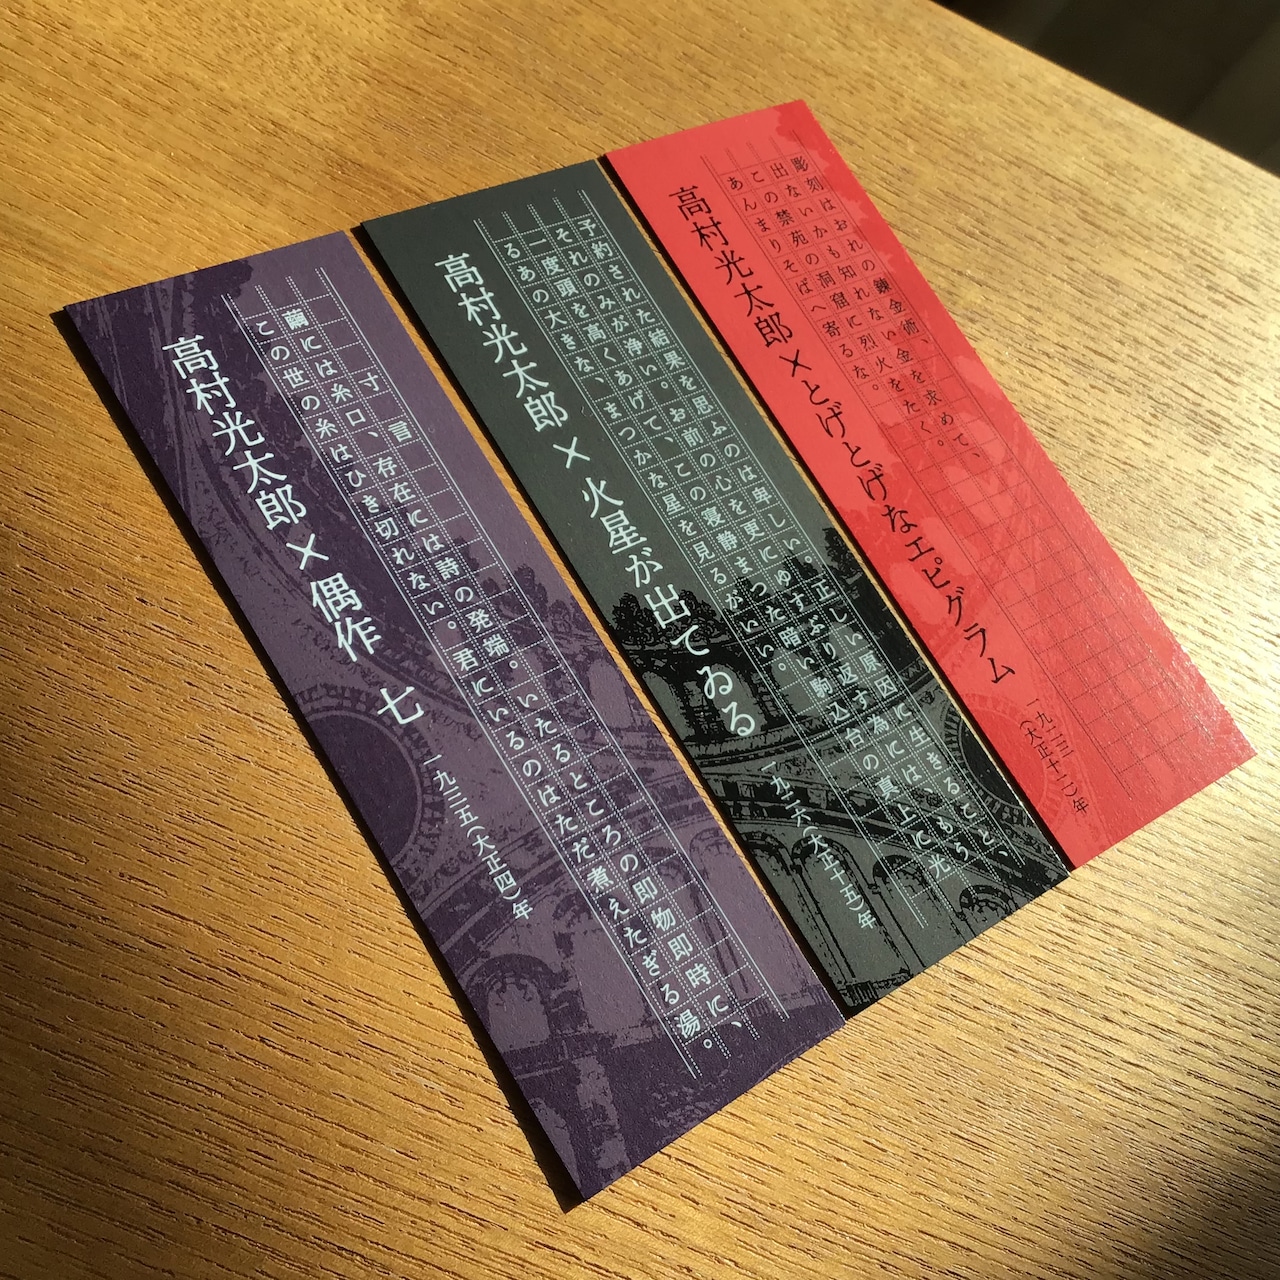 彫刻はおれの錬金術、
出ないかも知れない金を求めて、
この禁苑の洞窟に烈火をたく。
あんまりそばへ寄るな。
高村光太郎×とげとげなエピグラム
一九二三
(大正十二)年
予約された結果を思ふのは卑しい。正しい原因に生きること、
それのみが浄い。お前の心を更にゆすぶり返す為には、もう
一度頭を高くあげて、この寝静まつた暗い駒込台の真上に光
るあの大きな、まつかな星を見るがいい。
高村光太郎×火星が出てゐる
一九二六(大正十五)年
寸言
繭には糸口、存在には詩の発端。いたるところの即物即時に、
この世の糸はひき切れない。君にいるのはただ煮えたぎる湯。
高村光太郎×偶作 七
一九二五(大正四)年